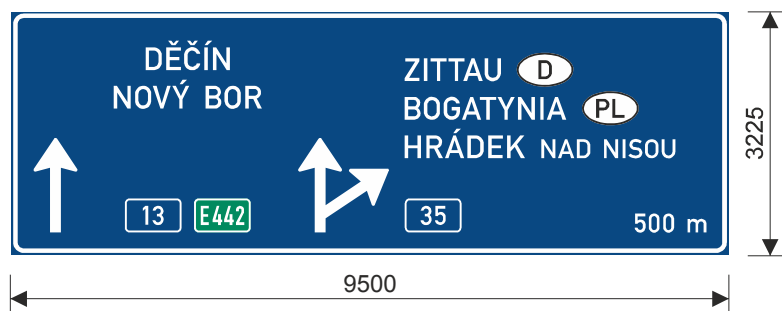 DĚČÍN
NOVÝ BOR
13 E442
ZITTAU D
BOGATYNIA PL
HRÁDEK NAD NISOU
35 500 m
3225
9500